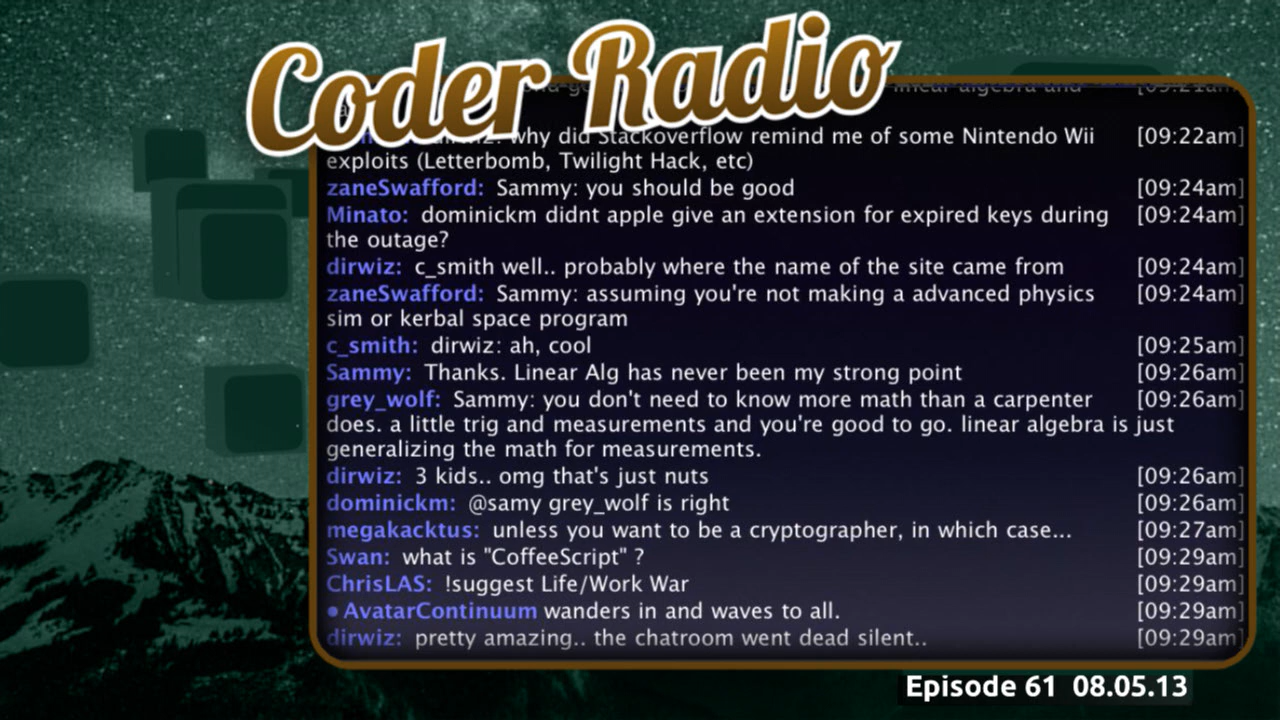 Coder Radio
linear algebra and [09:21am]
dirwiz: why did Stackoverflow remind me of some Nintendo Wii [09:22am]
exploits (Letterbomb, Twilight Hack, etc)
zaneSwafford: Sammy: you should be good [09:24am]
Minato: dominickm didnt apple give an extension for expired keys during [09:24am]
the outage?
dirwiz: c_smith well.. probably where the name of the site came from [09:24am]
zaneSwafford: Sammy: assuming you're not making a advanced physics [09:24am]
sim or kerbal space program
c_smith: dirwiz: ah, cool [09:25am]
Sammy: Thanks. Linear Alg has never been my strong point [09:26am]
grey_wolf: Sammy: you don't need to know more math than a carpenter [09:26am]
does. a little trig and measurements and you're good to go. linear algebra is just
generalizing the math for measurements.
dirwiz: 3 kids.. omg that's just nuts [09:26am]
dominickm: @samy grey_wolf is right [09:26am]
megakacktus: unless you want to be a cryptographer, in which case... [09:27am]
Swan: what is "CoffeeScript" ? [09:29am]
ChrisLAS: !suggest Life/Work War [09:29am]
• AvatarContinuum wanders in and waves to all. [09:29am]
dirwiz: pretty amazing.. the chatroom went dead silent.. [09:29am]
Episode 61 08.05.13